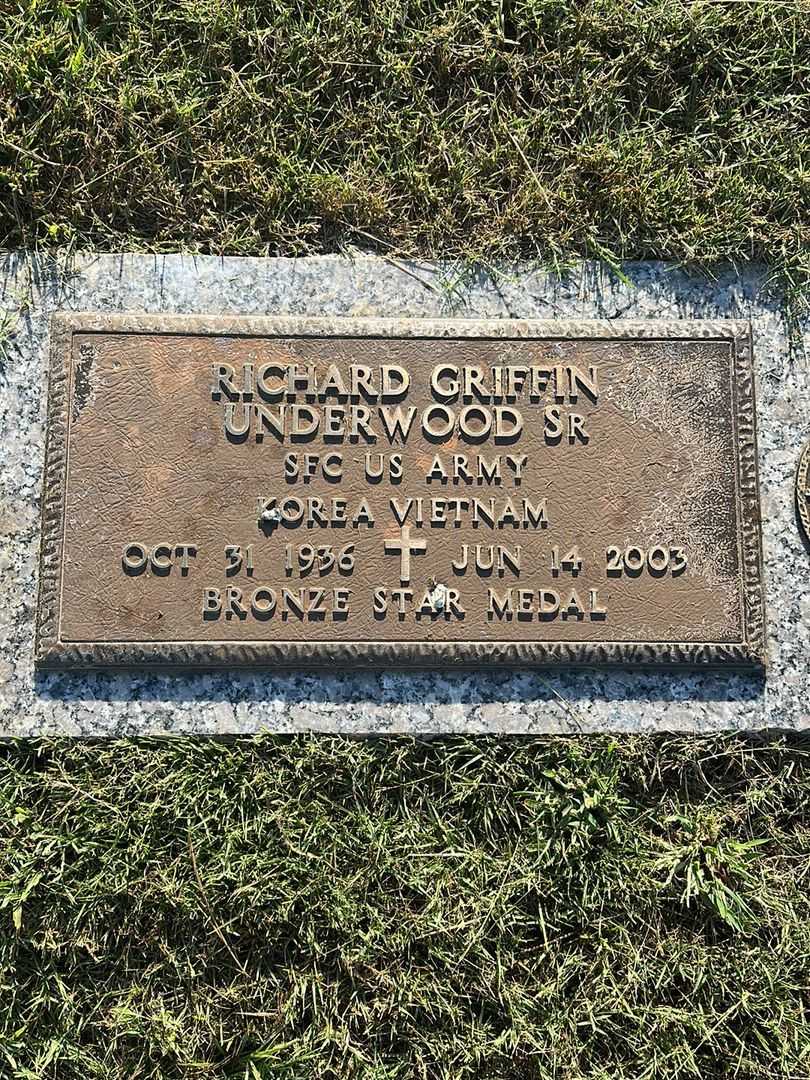 RICHARD GRIFFIN
UNDERWOOD SR
SFC US ARMY
KOREA VIETNAM
OCT 31 1936 JUN 14 2003
BRONZE STAR MEDAL